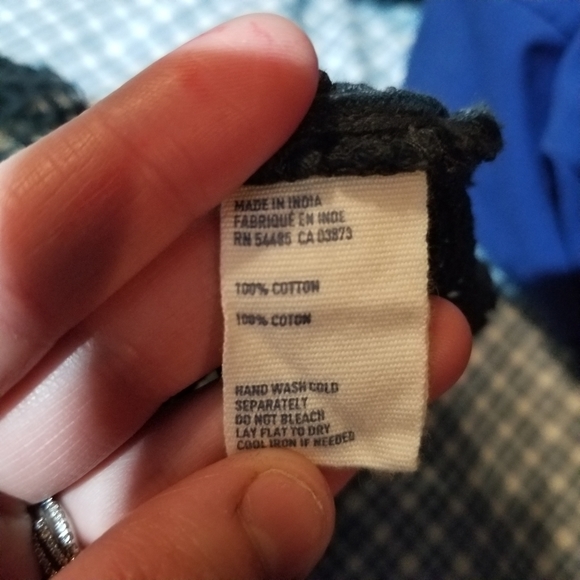 MADE IN INDIA
FABRIQUÉ EN INDE
RN 54485 CA 03873
100% COTTON
100% COTON
HAND WASH COLD
SEPARATELY
DO NOT BLEACH
LAY FLAT TO DRY
COOL IRON IF NEEDED